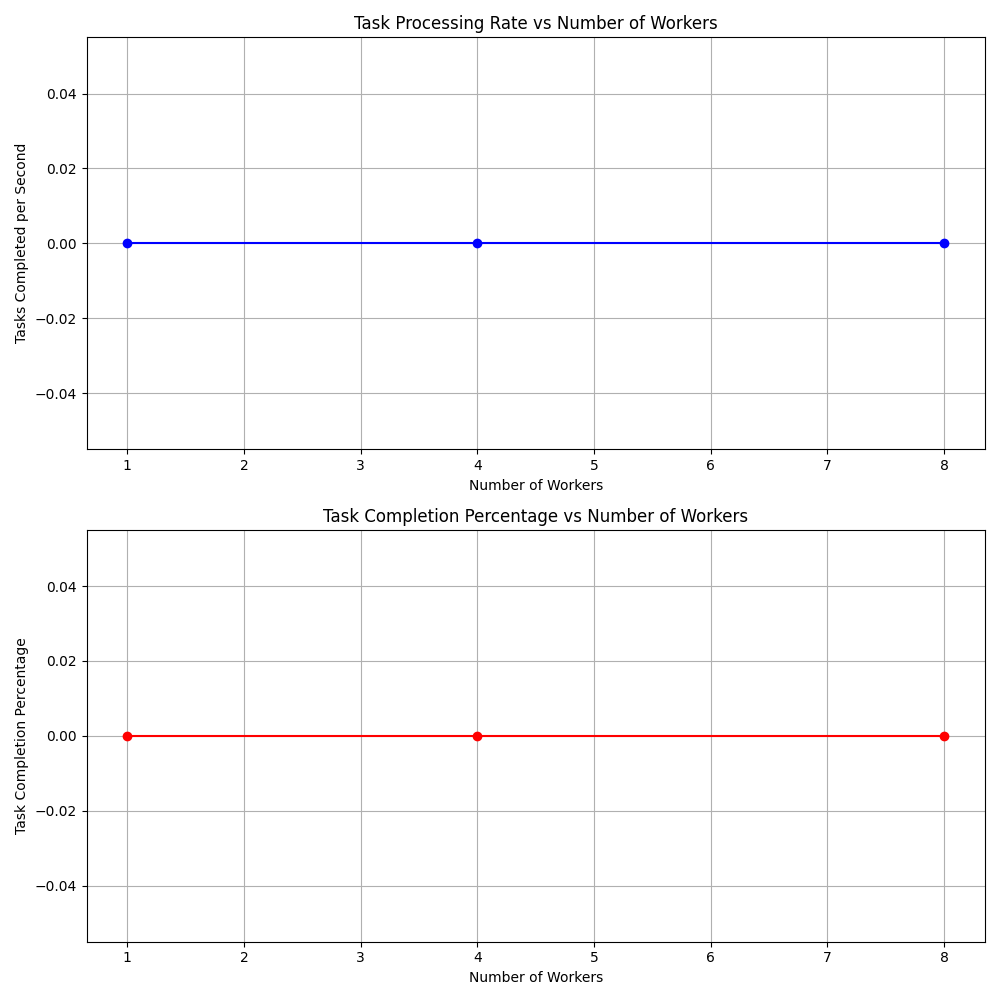 Task Processing Rate vs Number of Workers
Tasks Completed per Second
0.04
0.02
0.00
−0.02
−0.04
1 2 3 4 5 6 7 8
Number of Workers
Task Completion Percentage vs Number of Workers
Task Completion Percentage
0.04
0.02
0.00
−0.02
−0.04
1 2 3 4 5 6 7 8
Number of Workers